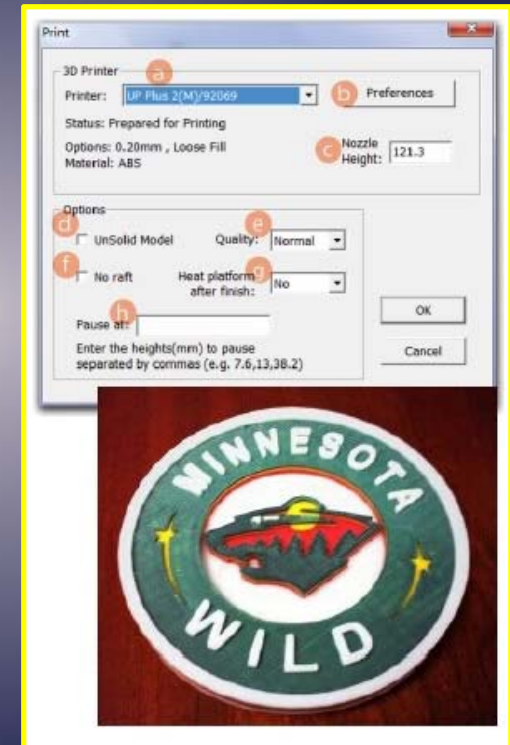 Print
3D Printer
a
Printer: UP Plus 2(M)/92069
b Preferences
Status: Prepared for Printing
Options: 0.20mm , Loose Fill
Material: ABS
c Nozzle Height: 121.3
Options
d UnSolid Model
e Quality: Normal
f No raft
g Heat platform after finish: No
h Pause at:
Enter the heights(mm) to pause
separated by commas (e.g. 7.6,13,38.2)
OK
Cancel
MINNESOTA
WILD